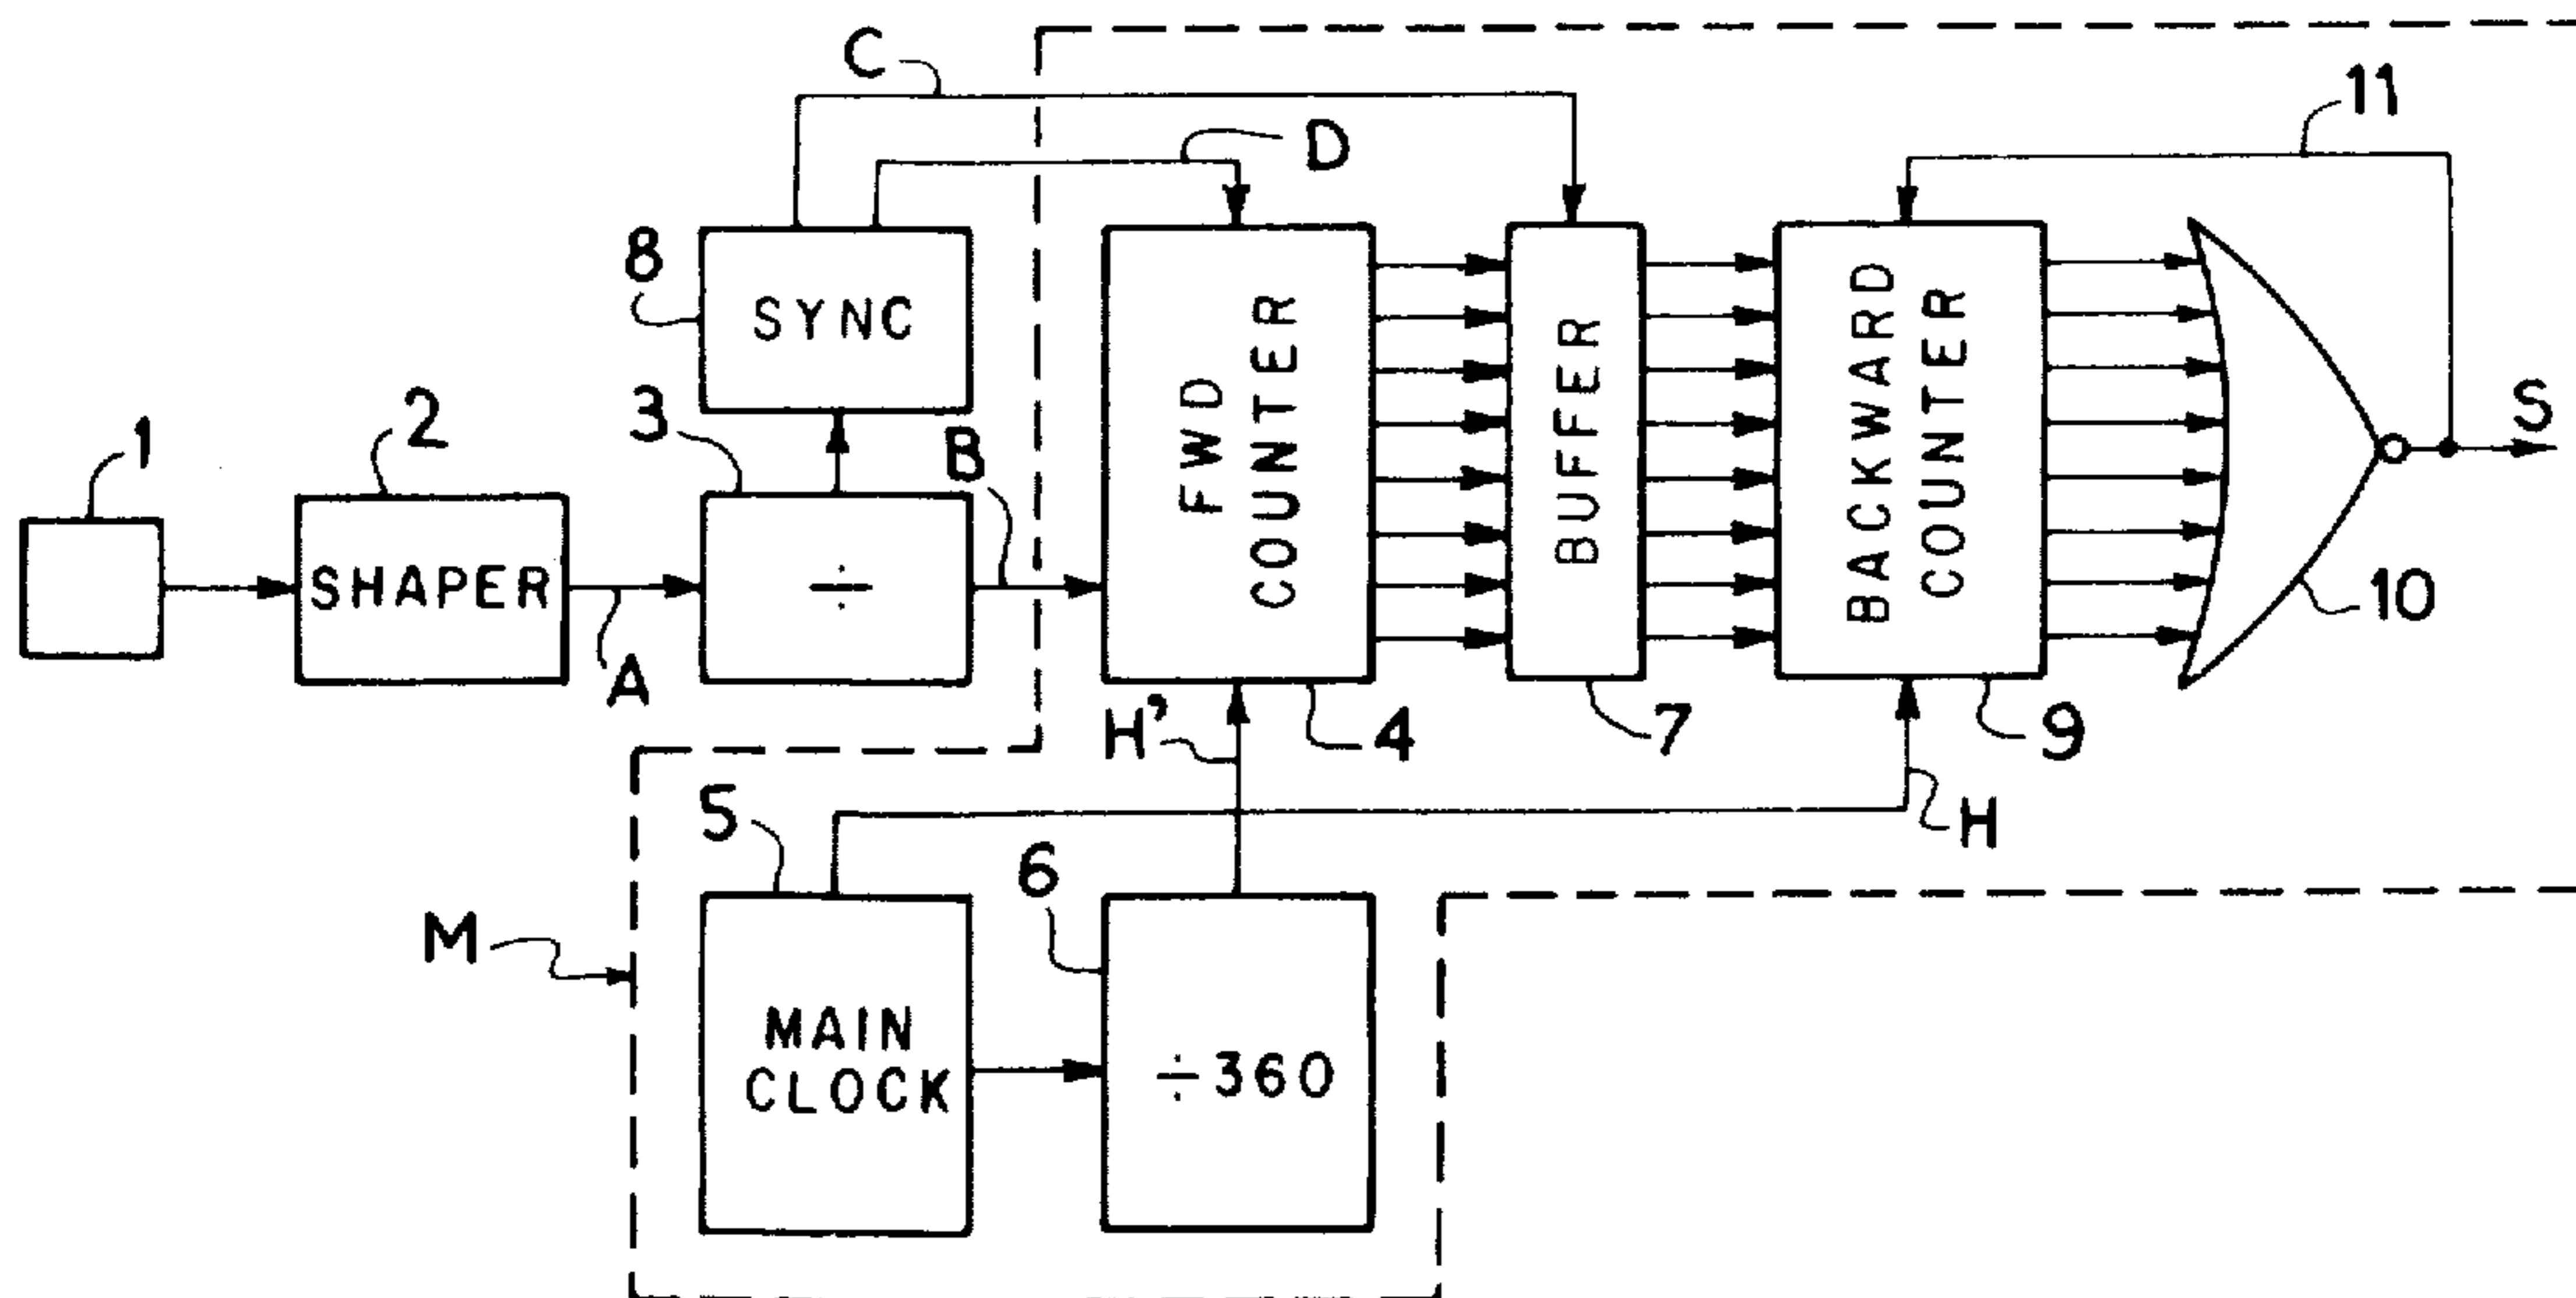 C
D
11
8
SYNC
FWD
COUNTER
BUFFER
BACKWARD
COUNTER
S
1
2
SHAPER
A
3
÷
B
10
H'
4
7
9
H
5
MAIN
CLOCK
6
÷360
M